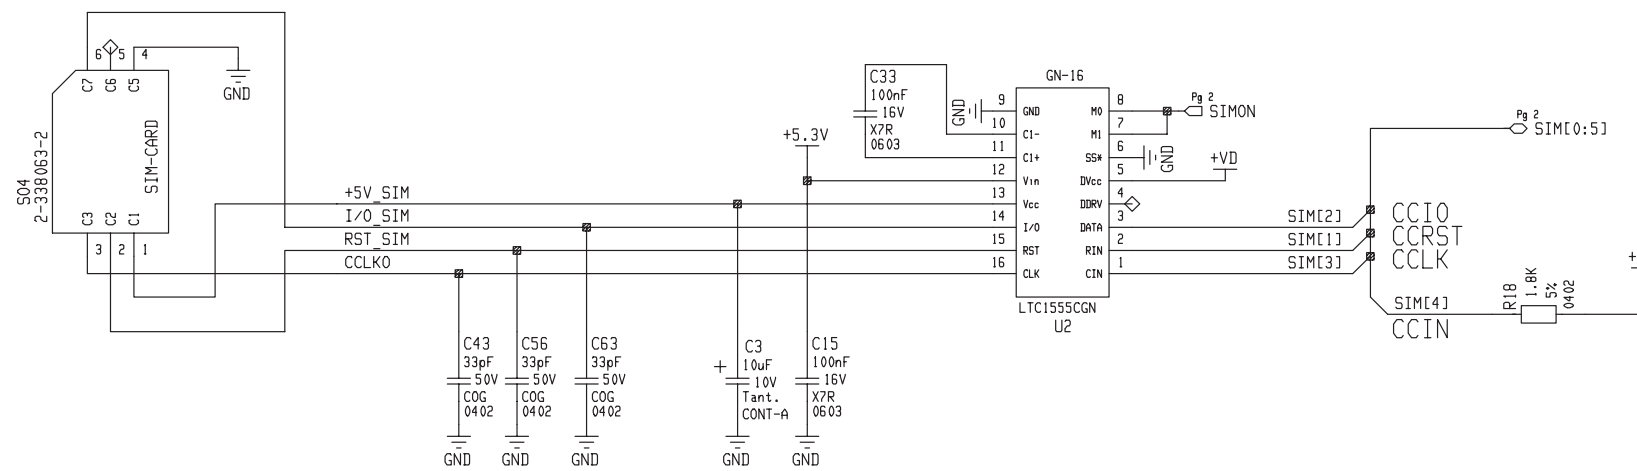 6
5
4
C7
C6
C5
GND
SO4
2-338063-2
SIM-CARD
C3
C2
C1
3
2
1
+5V_SIM
I/O_SIM
RST_SIM
CCLKO
C43
33pF
50V
COG
0402
GND
C56
33pF
50V
COG
0402
GND
C63
33pF
50V
COG
0402
GND
+
C3
10uF
10V
Tant.
CONT-A
GND
+5.3V
C15
100nF
16V
X7R
0603
GND
C33
100nF
16V
X7R
0603
GND
GN-16
9
GND
M0
8
10
C1-
M1
7
11
C1+
SS*
6
12
Vin
DVcc
5
13
Vcc
DDRV
4
14
I/O
DATA
3
15
RST
RIN
2
16
CLK
CIN
1
LTC1555CGN
U2
Pg 2
SIMON
GND
+VD
Pg 2
SIM[0:5]
SIM[2]
CCIO
SIM[1]
CCRST
SIM[3]
CCLK
SIM[4]
CCIN
R18
1.8K
5%
0402
+